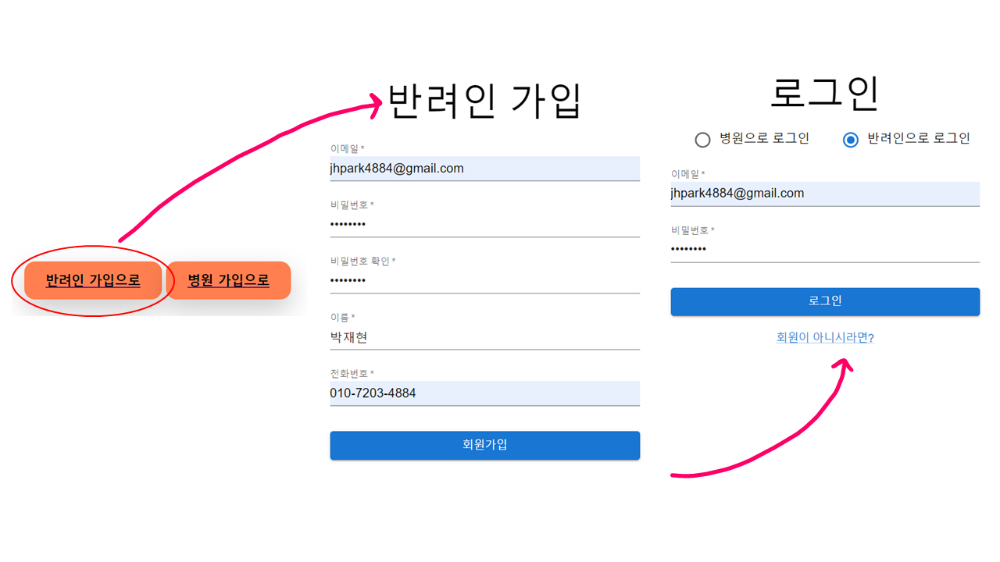 반려인 가입으로
병원 가입으로
반려인 가입
이메일 *
jhpark4884@gmail.com
비밀번호 *
••••••••
비밀번호 확인 *
••••••••
이름 *
박재현
전화번호 *
010-7203-4884
회원가입
로그인
병원으로 로그인
반려인으로 로그인
이메일 *
jhpark4884@gmail.com
비밀번호 *
••••••••
로그인
회원이 아니시라면?